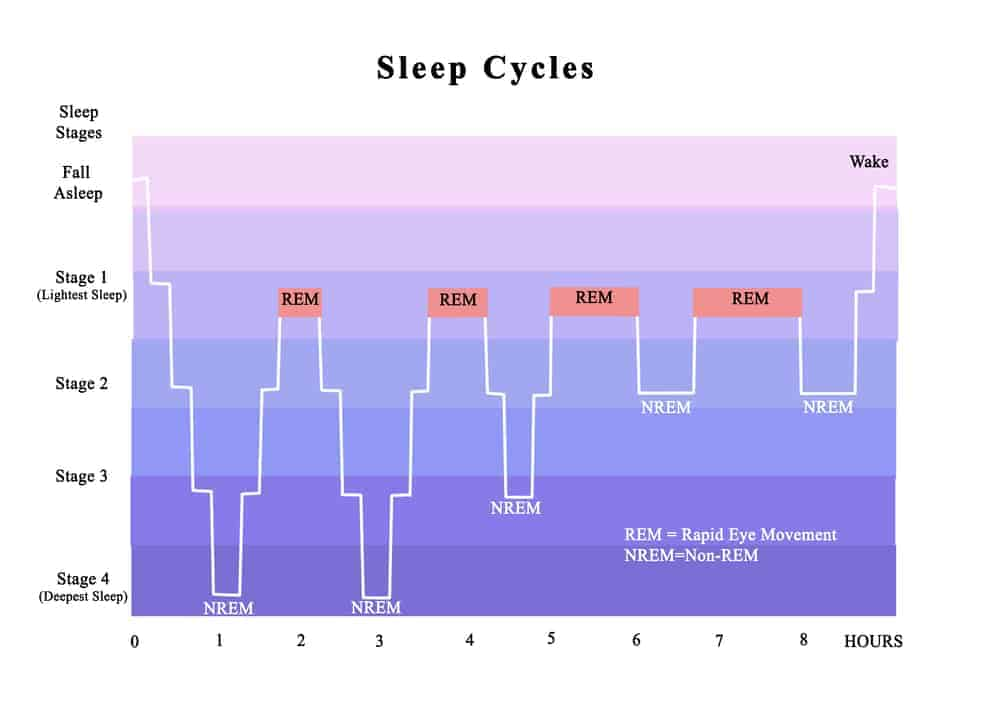 Sleep Cycles
Sleep
Stages
Fall
Asleep
Wake
Stage 1
(Lightest Sleep)
REM
REM
REM
REM
Stage 2
NREM
NREM
Stage 3
NREM
REM = Rapid Eye Movement
NREM=Non-REM
Stage 4
(Deepest Sleep)
NREM
NREM
0 1 2 3 4 5 6 7 8 HOURS